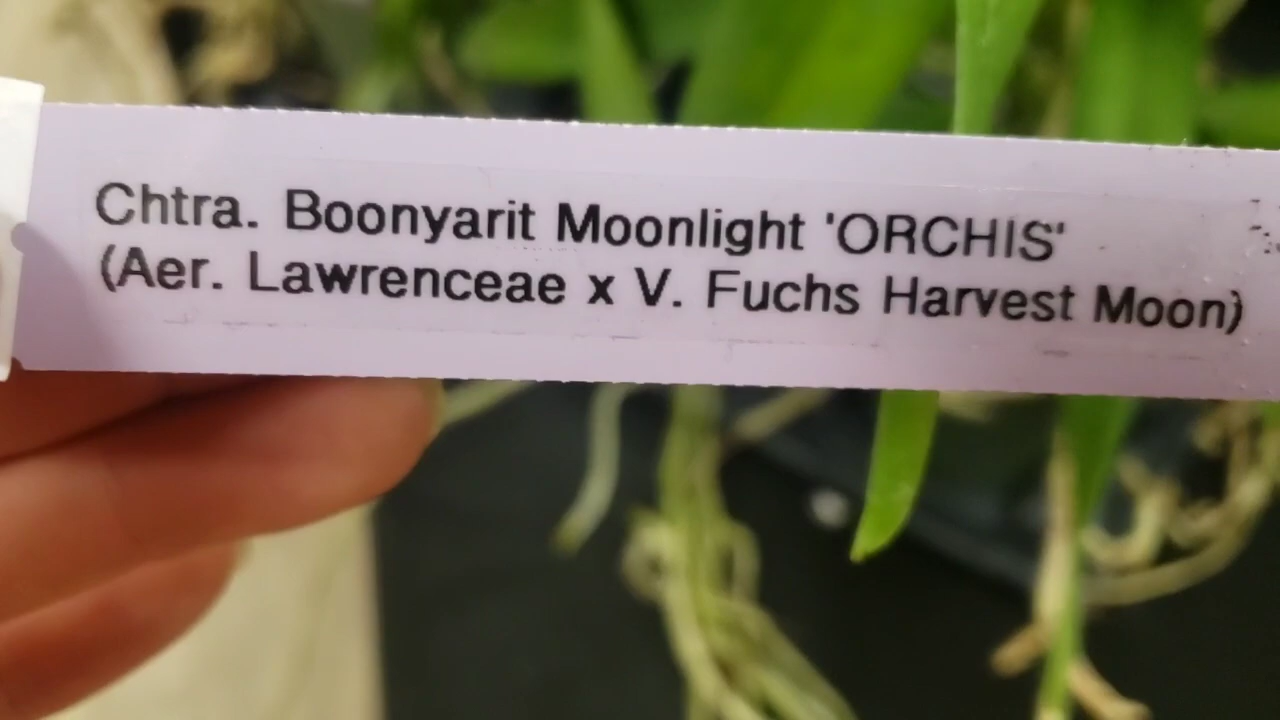 Chtra. Boonyarit Moonlight 'ORCHIS'
(Aer. Lawrenceae x V. Fuchs Harvest Moon)